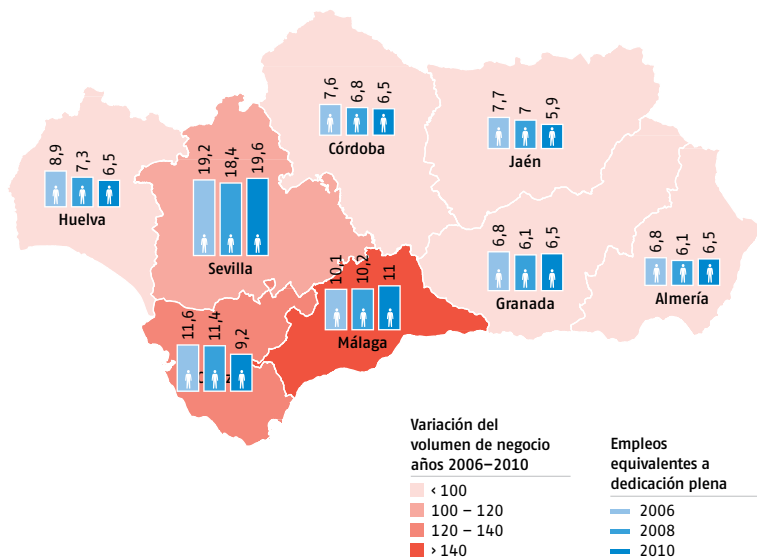 7,6
6,8
6,5
Córdoba
7,7
7
5,9
Jaén
8,9
7,3
6,5
Huelva
19,2
18,4
19,6
Sevilla
6,8
6,1
6,5
Granada
6,8
6,1
6,5
Almería
10,1
10,2
11
Málaga
11,6
11,4
9,2
Variación del
volumen de negocio
años 2006–2010
< 100
100 – 120
120 – 140
> 140
Empleos
equivalentes a
dedicación plena
2006
2008
2010